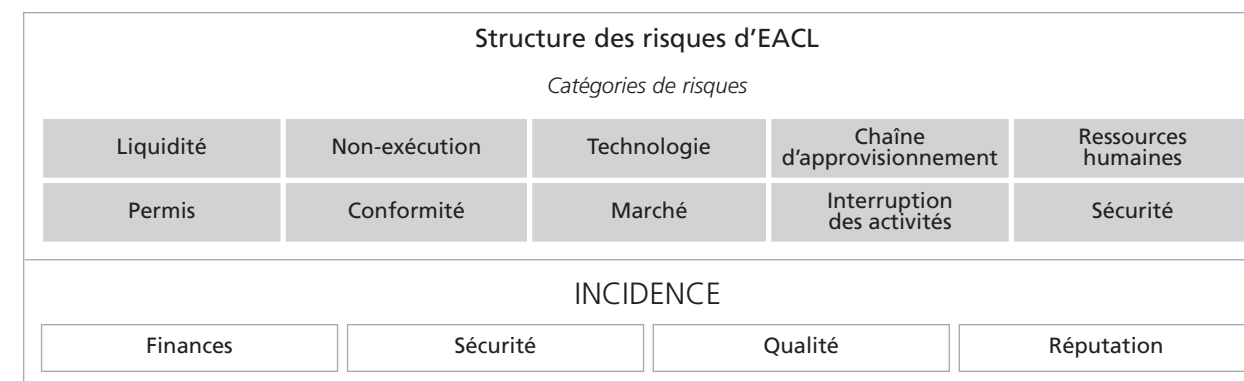 Structure des risques d'EACL
Catégories de risques
Liquidité
Non-exécution
Technologie
Chaîne
d'approvisionnement
Ressources
humaines
Permis
Conformité
Marché
Interruption
des activités
Sécurité
INCIDENCE
Finances
Sécurité
Qualité
Réputation